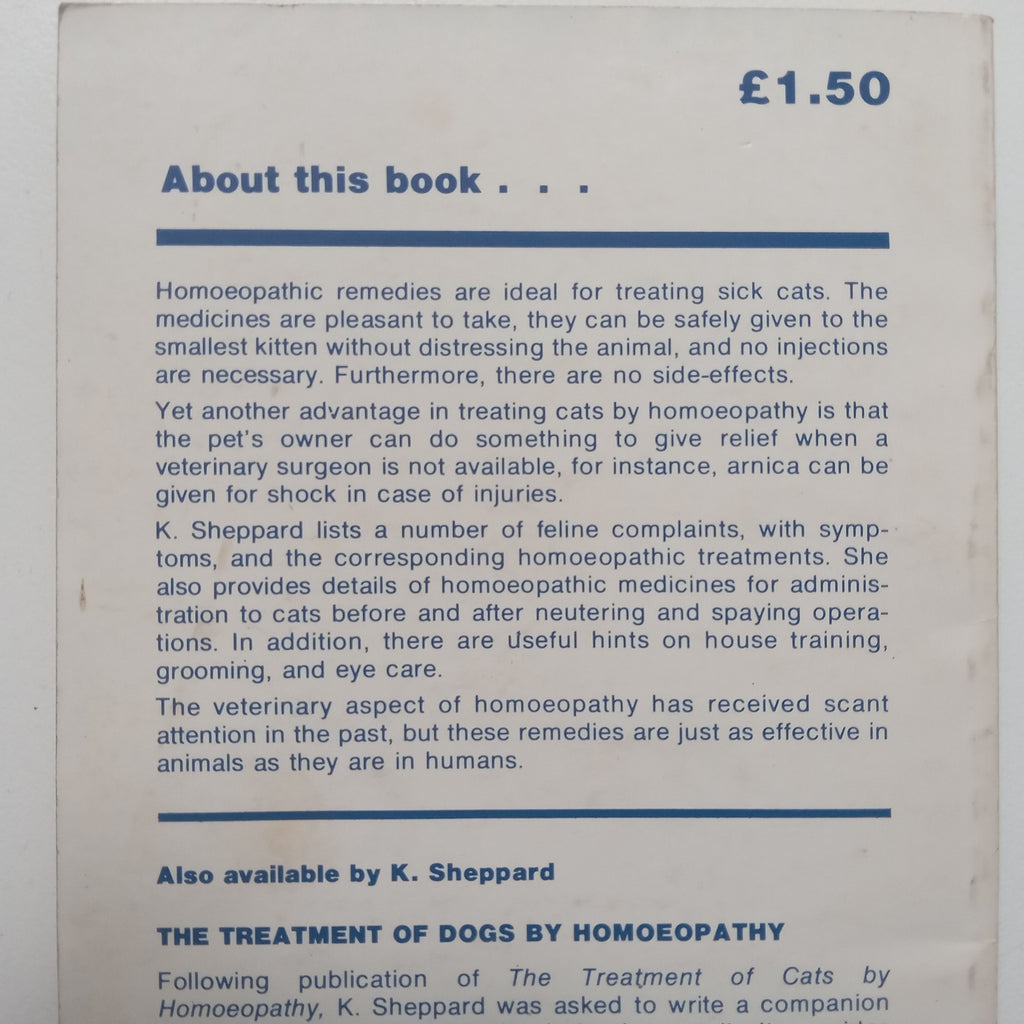 £1.50
About this book . . .
Homoeopathic remedies are ideal for treating sick cats. The
medicines are pleasant to take, they can be safely given to the
smallest kitten without distressing the animal, and no injections
are necessary. Furthermore, there are no side-effects.
Yet another advantage in treating cats by homoeopathy is that
the pet's owner can do something to give relief when a
veterinary surgeon is not available, for instance, arnica can be
given for shock in case of injuries.
K. Sheppard lists a number of feline complaints, with symp-
toms, and the corresponding homoeopathic treatments. She
also provides details of homoeopathic medicines for adminis-
tration to cats before and after neutering and spaying opera-
tions. In addition, there are useful hints on house training,
grooming, and eye care.
The veterinary aspect of homoeopathy has received scant
attention in the past, but these remedies are just as effective in
animals as they are in humans.
Also available by K. Sheppard
THE TREATMENT OF DOGS BY HOMOEOPATHY
Following publication of The Treatment of Cats by
Homoeopathy, K. Sheppard was asked to write a companion